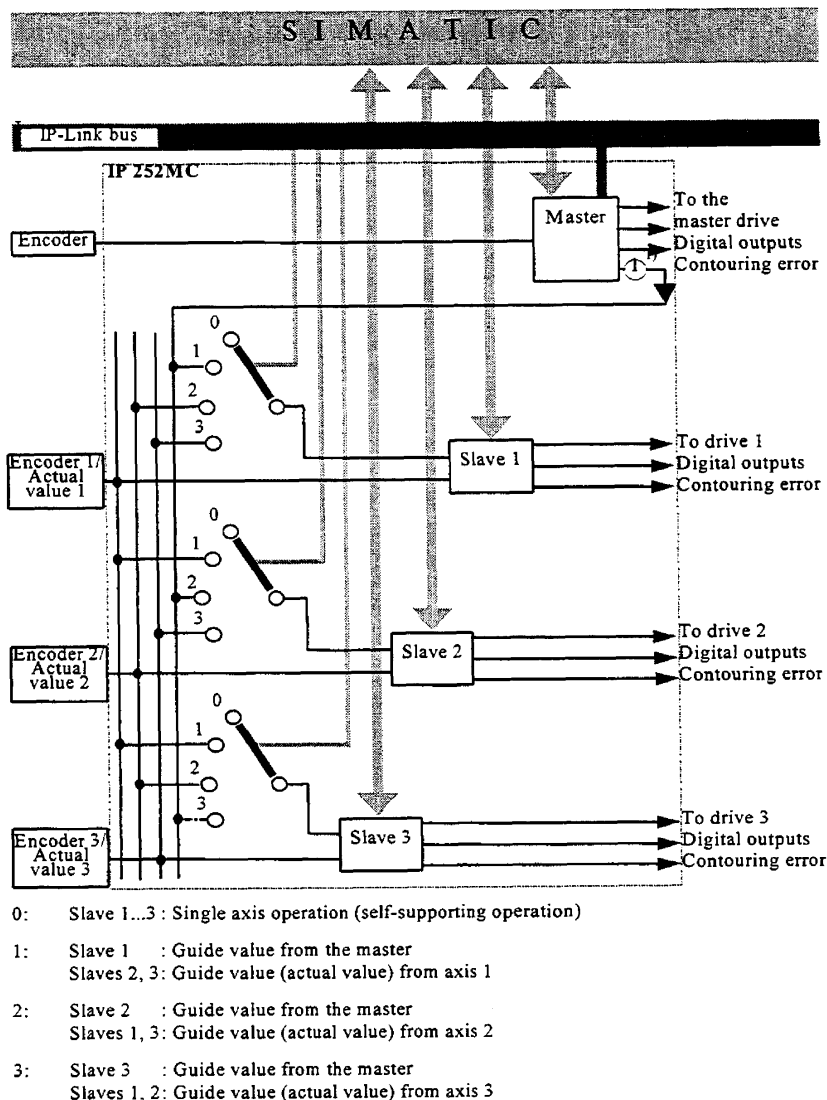 S I M A T I C
IP-Link bus
IP 252MC
Master
To the
master drive
Digital outputs
Contouring error
1
1)
Encoder
0
1
2
3
Encoder 1/
Actual
value 1
Slave 1
To drive 1
Digital outputs
Contouring error
0
1
2
3
Encoder 2/
Actual
value 2
Slave 2
To drive 2
Digital outputs
Contouring error
0
1
2
3
Encoder 3/
Actual
value 3
Slave 3
To drive 3
Digital outputs
Contouring error
0: Slave 1...3 : Single axis operation (self-supporting operation)
1: Slave 1 : Guide value from the master
Slaves 2, 3: Guide value (actual value) from axis 1
2: Slave 2 : Guide value from the master
Slaves 1, 3: Guide value (actual value) from axis 2
3: Slave 3 : Guide value from the master
Slaves 1, 2: Guide value (actual value) from axis 3